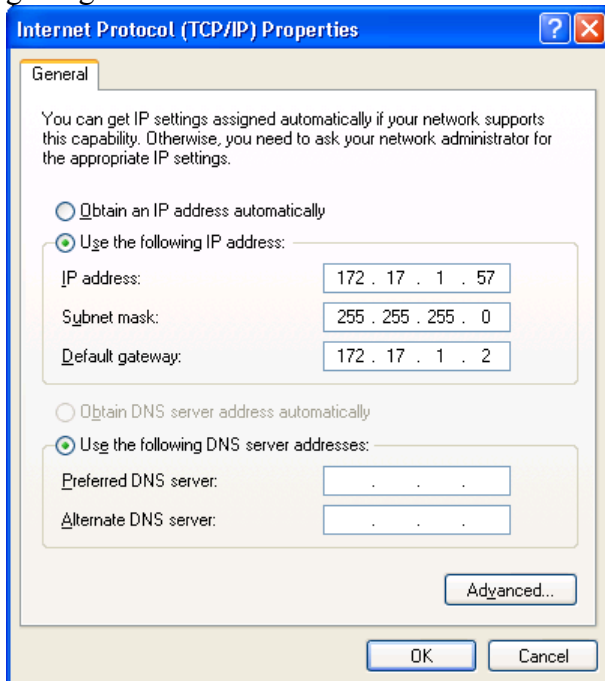 Internet Protocol (TCP/IP) Properties
General
You can get IP settings assigned automatically if your network supports
this capability. Otherwise, you need to ask your network administrator for
the appropriate IP settings.
Obtain an IP address automatically
Use the following IP address:
IP address: 172 . 17 . 1 . 57
Subnet mask: 255 . 255 . 255 . 0
Default gateway: 172 . 17 . 1 . 2
Obtain DNS server address automatically
Use the following DNS server addresses:
Preferred DNS server: . . .
Alternate DNS server: . . .
Advanced...
OK Cancel